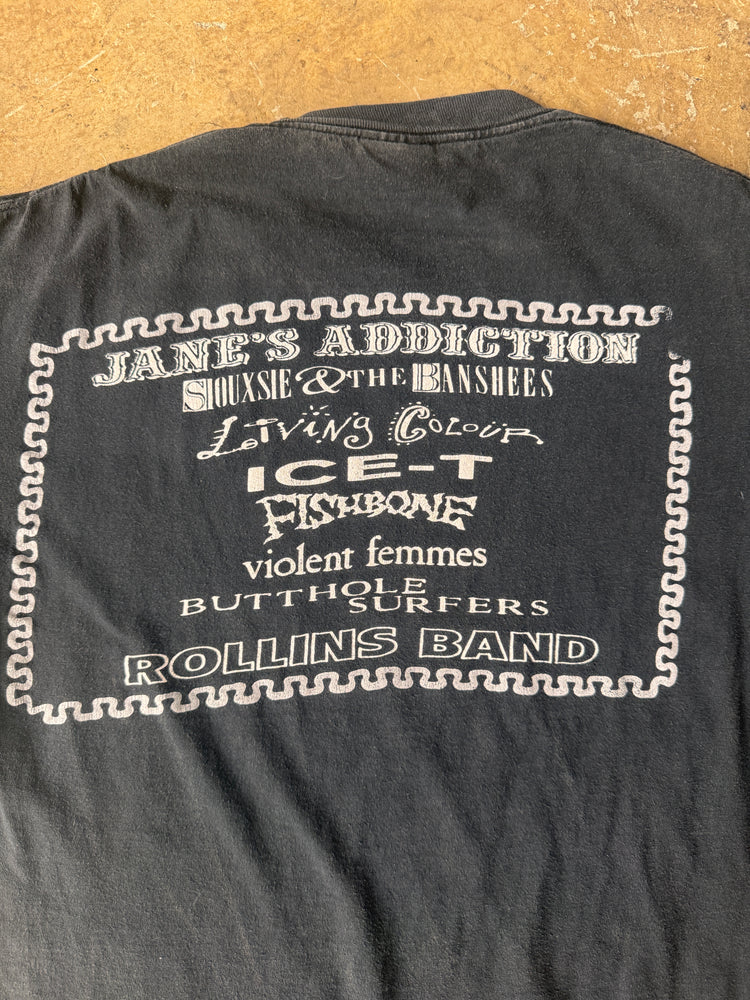 JANE'S ADDICTION
SIOUXSIE & THE BANSHEES
LIVING COLOUR
ICE-T
FISHBONE
violent femmes
BUTTHOLE SURFERS
ROLLINS BAND